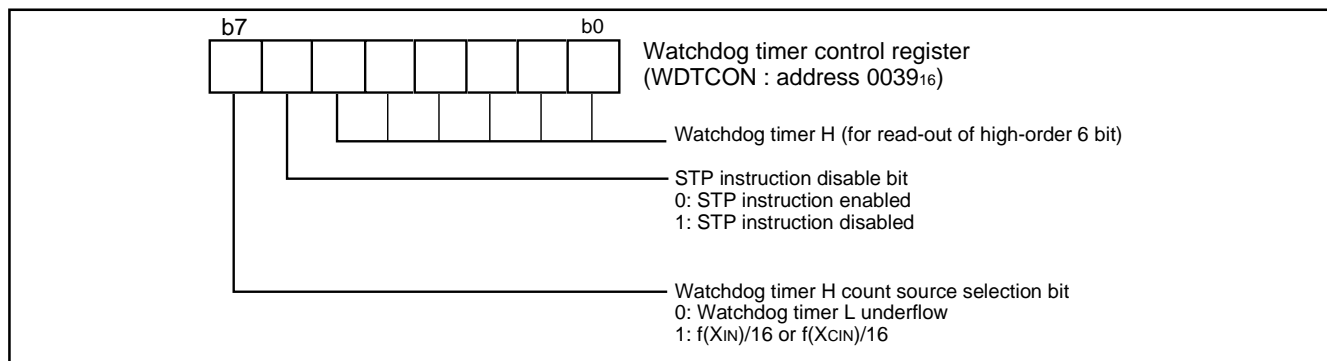 b7
b0
Watchdog timer control register
(WDTCON : address 003916)
Watchdog timer H (for read-out of high-order 6 bit)
STP instruction disable bit
0: STP instruction enabled
1: STP instruction disabled
Watchdog timer H count source selection bit
0: Watchdog timer L underflow
1: f(XIN)/16 or f(XCIN)/16